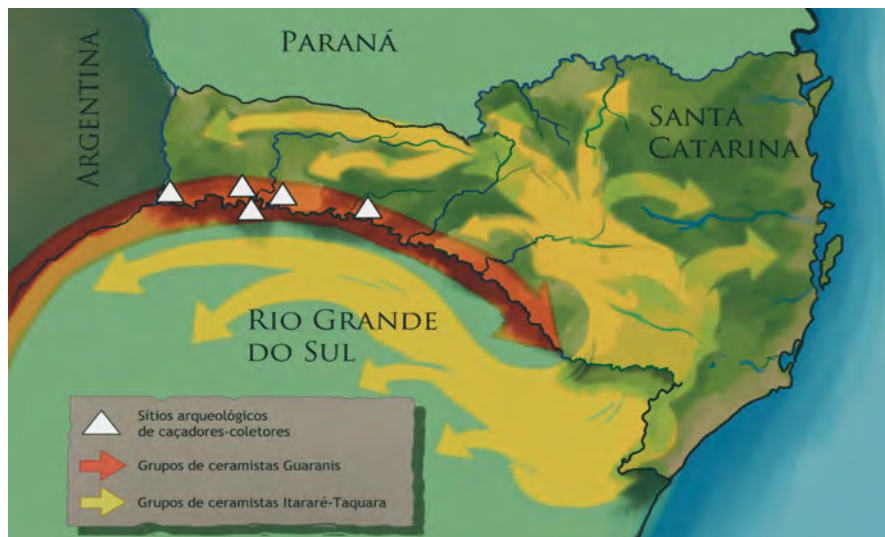 PARANÁ
ARGENTINA
SANTA
CATARINA
RIO GRANDE
DO SUL
Sítios arqueológicos
de caçadores-coletores
Grupos de ceramistas Guaranis
Grupos de ceramistas Itararé-Taquara